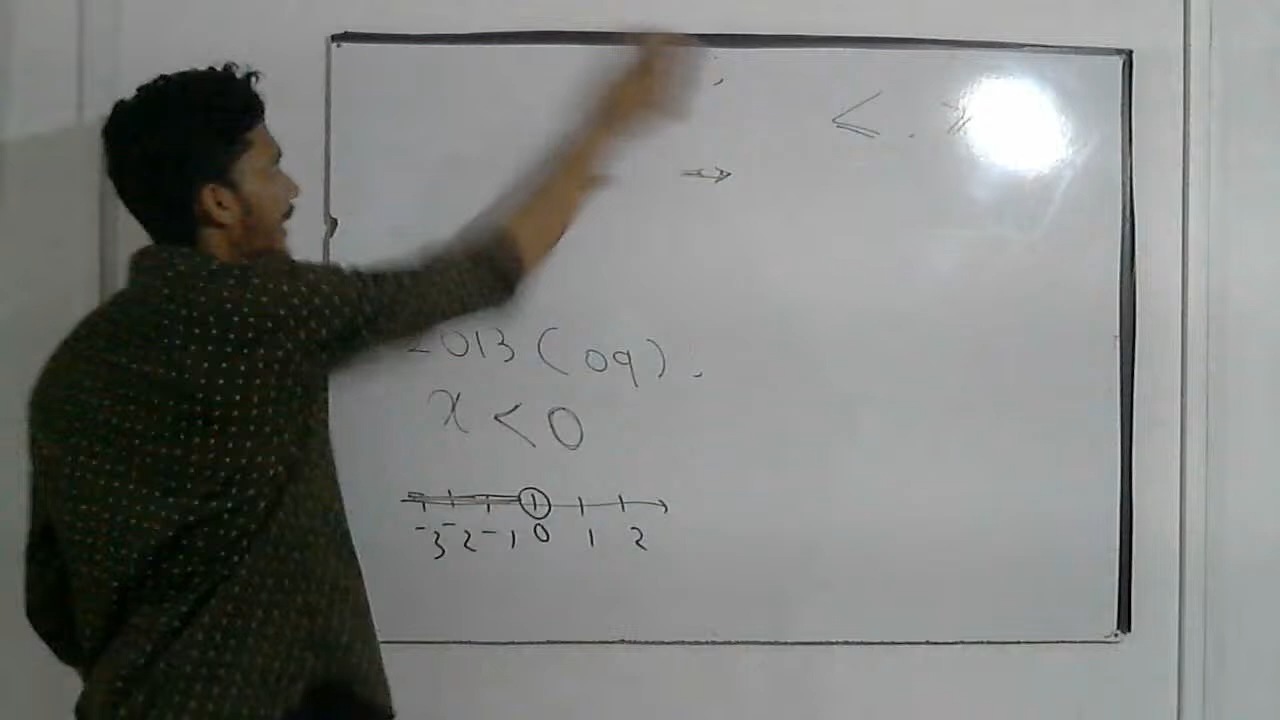 ≤ . ≥
⇒
2013 (09).
x < 0
-3 -2 -1 0 1 2